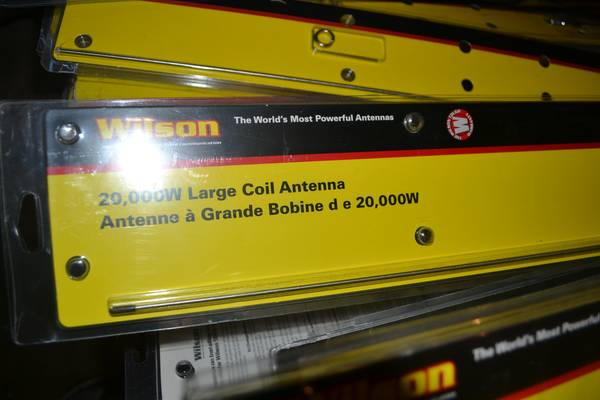 Wilson
The World's Most Powerful Antennas
20,000W Large Coil Antenna
Antenne à Grande Bobine d e 20,000W
Wils
Wilson
The World's Most Powerful